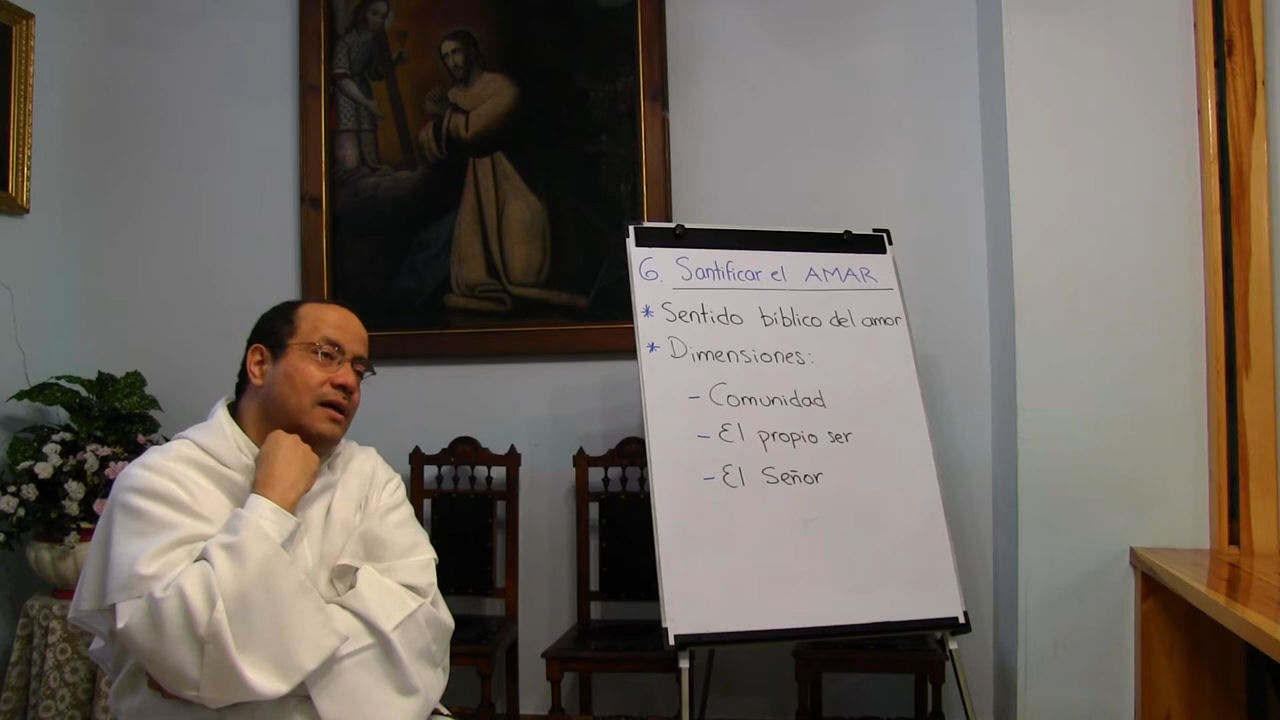 6. Santificar el AMAR
* Sentido bíblico del amor
* Dimensiones:
- Comunidad
- El propio ser
- El Señor